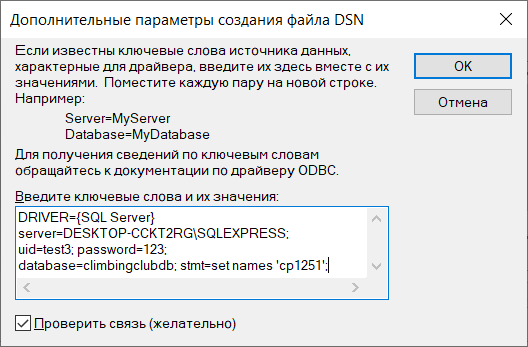 Дополнительные параметры создания файла DSN
Если известны ключевые слова источника данных,
характерные для драйвера, введите их здесь вместе с их
значениями. Поместите каждую пару на новой строке.
Например:
Server=MyServer
Database=MyDatabase
Для получения сведений по ключевым словам
обращайтесь к документации по драйверу ODBC.
Введите ключевые слова и их значения:
DRIVER={SQL Server}
server=DESKTOP-CCKT2RG\SQLEXPRESS;
uid=test3; password=123;
database=climbingclubdb; stmt=set names 'cp1251';
Проверить связь (желательно)
OK
Отмена